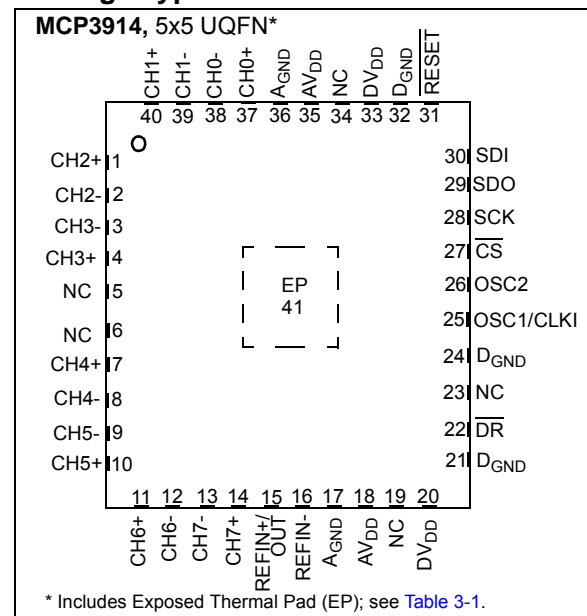 MCP3914, 5x5 UQFN*
CH1+
CH1-
CH0-
CH0+
AGND
AVDD
NC
DVDD
DGND
RESET
40 39 38 37 36 35 34 33 32 31
CH2+ 1
CH2- 2
CH3- 3
CH3+ 4
NC 5
NC 6
CH4+ 7
CH4- 8
CH5- 9
CH5+ 10
EP
41
30 SDI
29 SDO
28 SCK
27 CS
26 OSC2
25 OSC1/CLKI
24 DGND
23 NC
22 DR
21 DGND
11 12 13 14 15 16 17 18 19 20
CH6+
CH6-
CH7-
CH7+
REFIN+/
OUT
REFIN-
AGND
AVDD
NC
DVDD
* Includes Exposed Thermal Pad (EP); see Table 3-1.